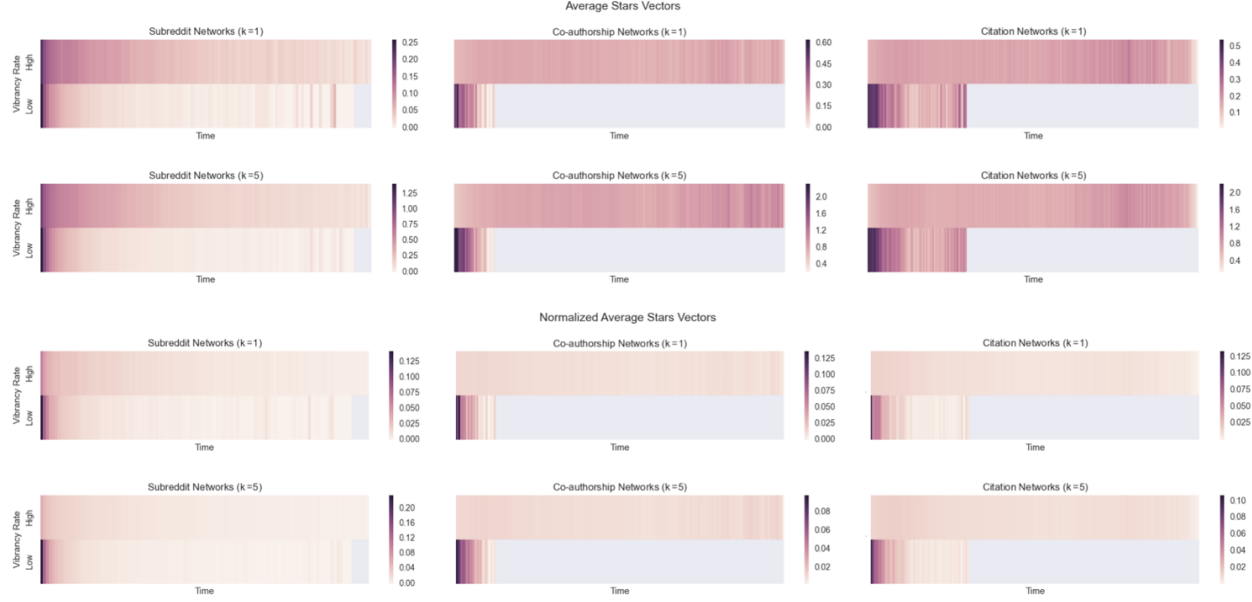 Average Stars Vectors
Subreddit Networks (k=1)
Co-authorship Networks (k=1)
Citation Networks (k=1)
Vibrancy Rate
High
Low
0.25
0.20
0.15
0.10
0.05
0.00
0.60
0.45
0.30
0.15
0.00
0.5
0.4
0.3
0.2
0.1
Time
Time
Time
Subreddit Networks (k=5)
Co-authorship Networks (k=5)
Citation Networks (k=5)
Vibrancy Rate
High
Low
1.25
1.00
0.75
0.50
0.25
0.00
2.0
1.6
1.2
0.8
0.4
2.0
1.6
1.2
0.8
0.4
Time
Time
Time
Normalized Average Stars Vectors
Subreddit Networks (k=1)
Co-authorship Networks (k=1)
Citation Networks (k=1)
Vibrancy Rate
High
Low
0.125
0.100
0.075
0.050
0.025
0.000
0.125
0.100
0.075
0.050
0.025
0.000
0.125
0.100
0.075
0.050
0.025
Time
Time
Time
Subreddit Networks (k=5)
Co-authorship Networks (k=5)
Citation Networks (k=5)
Vibrancy Rate
High
Low
0.20
0.16
0.12
0.08
0.04
0.00
0.08
0.06
0.04
0.02
0.10
0.08
0.06
0.04
0.02
Time
Time
Time